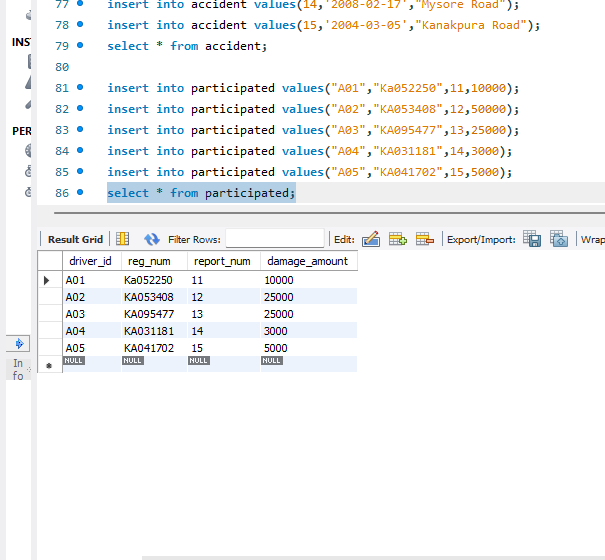 77 insert into accident values(14,'2008-02-17',"Mysore Road");
78 insert into accident values(15,'2004-03-05',"Kanakpura Road");
INST
79 select * from accident;
80
81 insert into participated values("A01","Ka052250",11,10000);
82 insert into participated values("A02","KA053408",12,50000);
PER
83 insert into participated values("A03","KA095477",13,25000);
84 insert into participated values("A04","KA031181",14,3000);
85 insert into participated values("A05","KA041702",15,5000);
86 select * from participated;
Result Grid Filter Rows: Edit: Export/Import: Wrap
driver_id reg_num report_num damage_amount
A01 Ka052250 11 10000
A02 KA053408 12 25000
A03 KA095477 13 25000
A04 KA031181 14 3000
A05 KA041702 15 5000
NULL NULL NULL NULL
In
fo